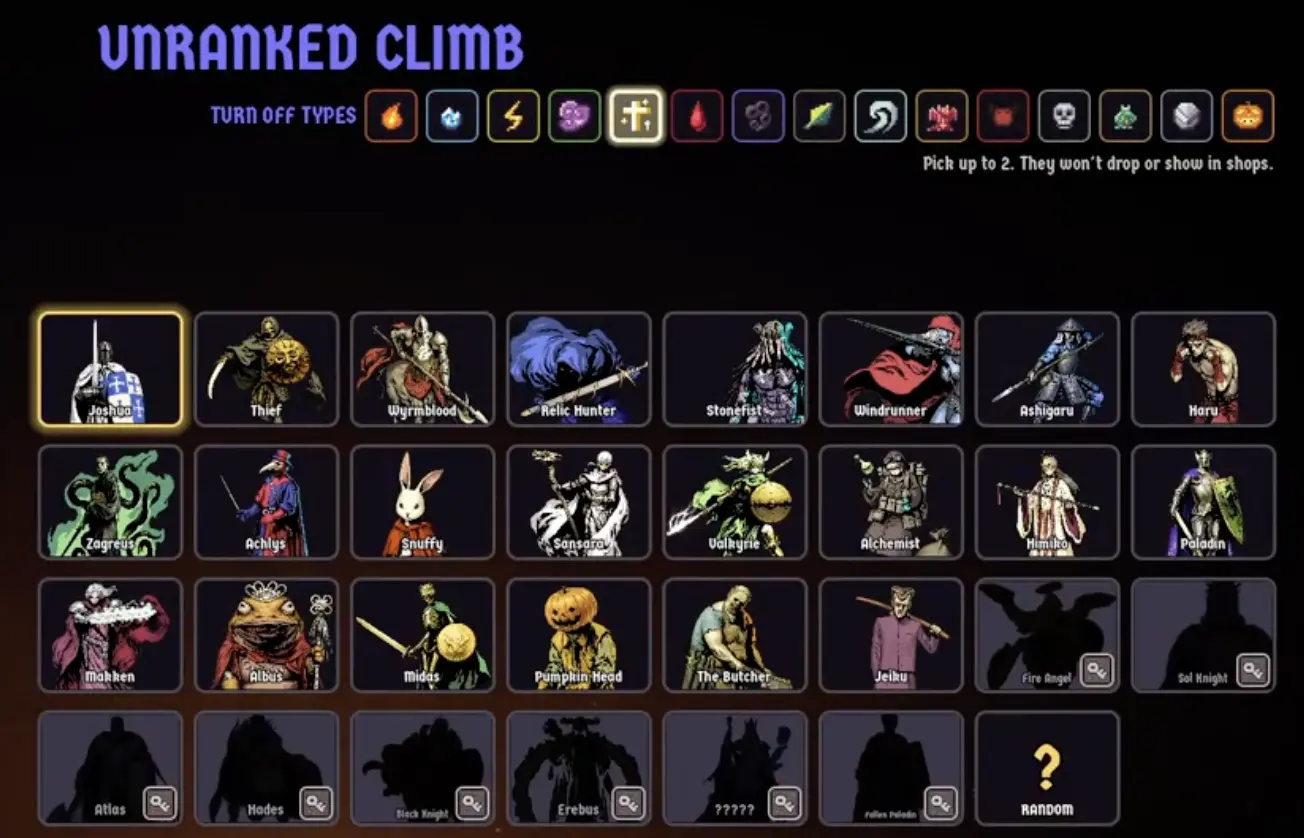 UNRANKED CLIMB
TURN OFF TYPES
Pick up to 2. They won't drop or show in shops.
Joshua
Thief
Wyrmblood
Relic Hunter
Stonefist
Windrunner
Ashigaru
Haru
Zagreus
Achlys
Snuffy
Sansara
Valkyrie
Alchemist
Himiko
Paladin
Makken
Albus
Midas
Pumpkin Head
The Butcher
Jeiku
Fire Angel
Sol Knight
Atlas
Hades
Black Knight
Erebus
?????
Fallen Paladin
?
RANDOM